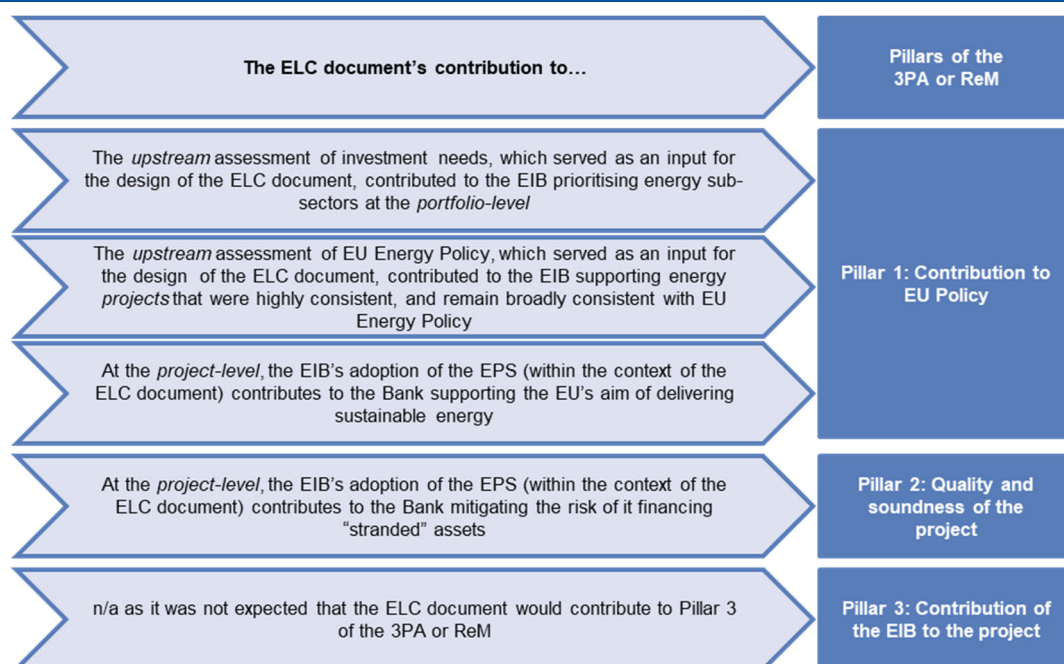 The ELC document’s contribution to…
Pillars of the
3PA or ReM
The upstream assessment of investment needs, which served as an input for
the design of the ELC document, contributed to the EIB prioritising energy sub-
sectors at the portfolio-level
The upstream assessment of EU Energy Policy, which served as an input for
the design of the ELC document, contributed to the EIB supporting energy
projects that were highly consistent, and remain broadly consistent with EU
Energy Policy
At the project-level, the EIB’s adoption of the EPS (within the context of the
ELC document) contributes to the Bank supporting the EU’s aim of delivering
sustainable energy
Pillar 1: Contribution to
EU Policy
At the project-level, the EIB’s adoption of the EPS (within the context of the
ELC document) contributes to the Bank mitigating the risk of it financing
“stranded” assets
Pillar 2: Quality and
soundness of the
project
n/a as it was not expected that the ELC document would contribute to Pillar 3
of the 3PA or ReM
Pillar 3: Contribution of
the EIB to the project